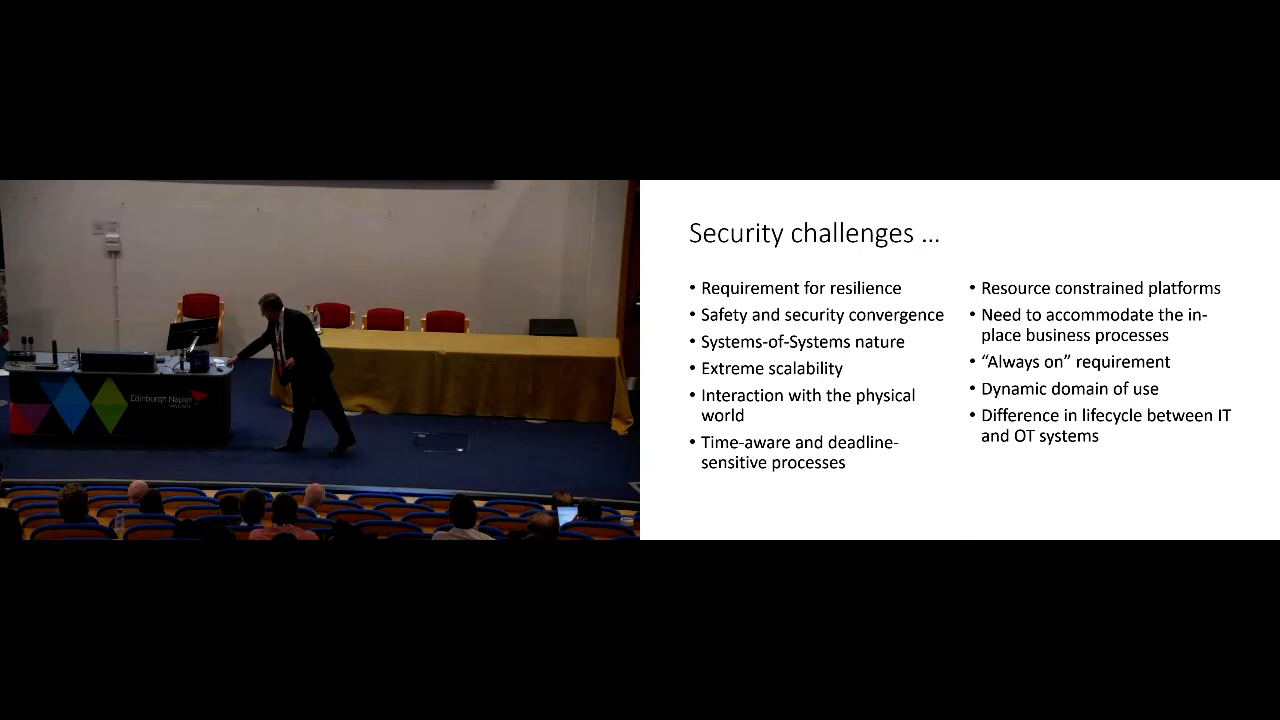 Edinburgh Napier
UNIVERSITY
Security challenges …
• Requirement for resilience
• Safety and security convergence
• Systems-of-Systems nature
• Extreme scalability
• Interaction with the physical
world
• Time-aware and deadline-
sensitive processes
• Resource constrained platforms
• Need to accommodate the in-
place business processes
• “Always on” requirement
• Dynamic domain of use
• Difference in lifecycle between IT
and OT systems